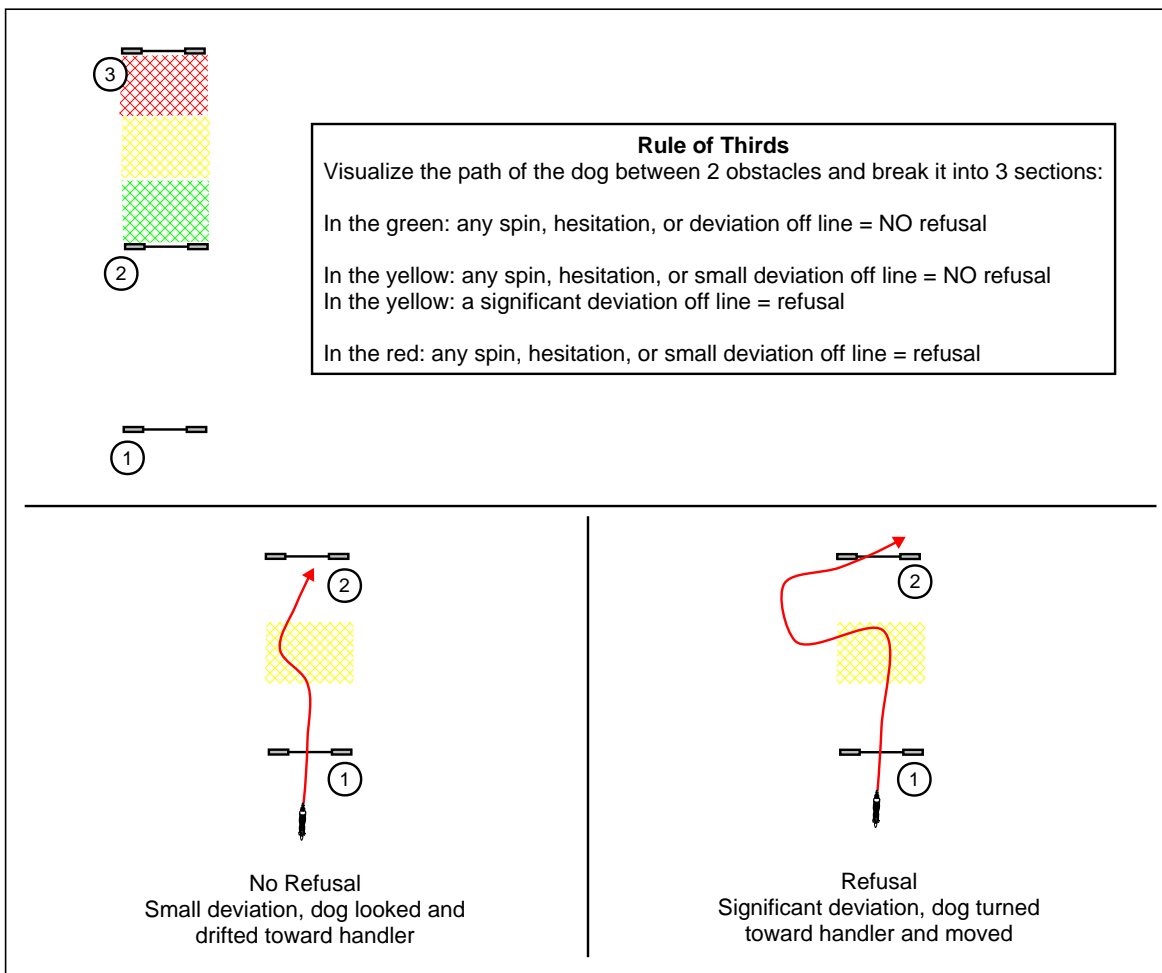 3
Rule of Thirds
Visualize the path of the dog between 2 obstacles and break it into 3 sections:
In the green: any spin, hesitation, or deviation off line = NO refusal
2
In the yellow: any spin, hesitation, or small deviation off line = NO refusal
In the yellow: a significant deviation off line = refusal
In the red: any spin, hesitation, or small deviation off line = refusal
1
2
1
No Refusal
Small deviation, dog looked and
drifted toward handler
2
1
Refusal
Significant deviation, dog turned
toward handler and moved